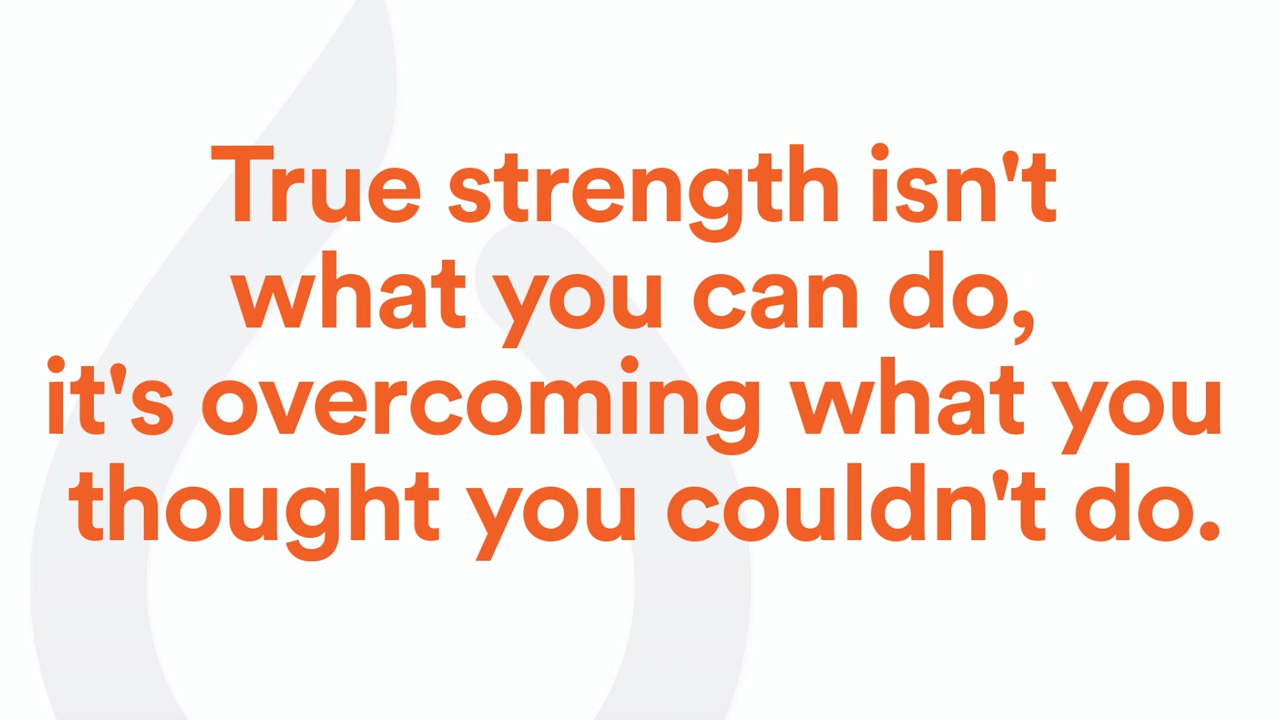 True strength isn't
what you can do,
it's overcoming what you
thought you couldn't do.